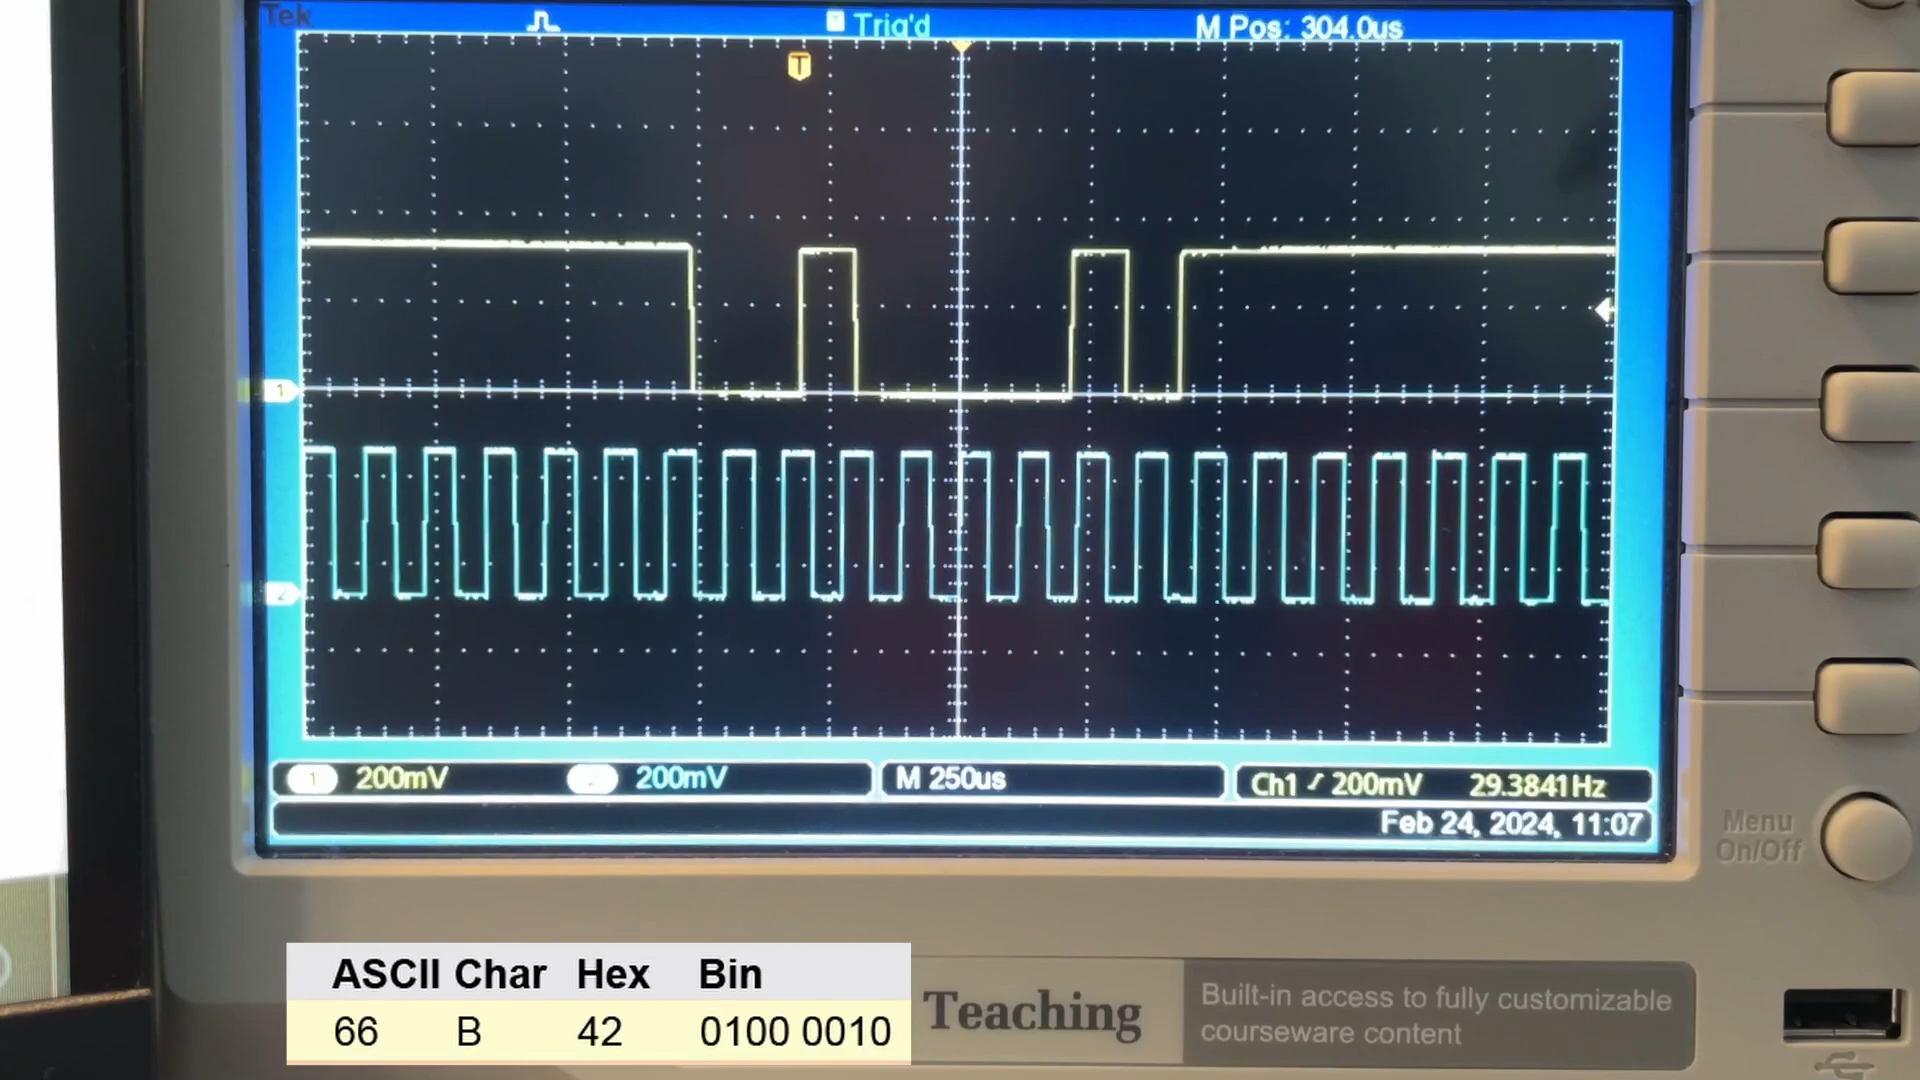 Tek
T Trig'd
M Pos: 304.0us
T
1
2
1 200mV
2 200mV
M 250us
Ch1 200mV
29.3841Hz
Feb 24, 2024, 11:07
Menu
On/Off
ASCII Char Hex Bin
66 B 42 0100 0010
Teaching
Built-in access to fully customizable
courseware content